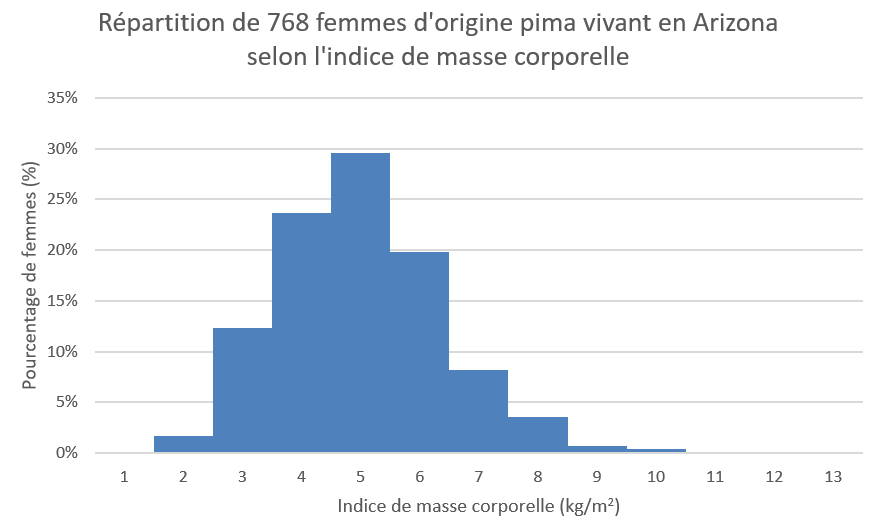 Répartition de 768 femmes d'origine pima vivant en Arizona
selon l'indice de masse corporelle
35%
30%
25%
20%
15%
10%
5%
0%
Pourcentage de femmes (%)
1 2 3 4 5 6 7 8 9 10 11 12 13
Indice de masse corporelle (kg/m²)